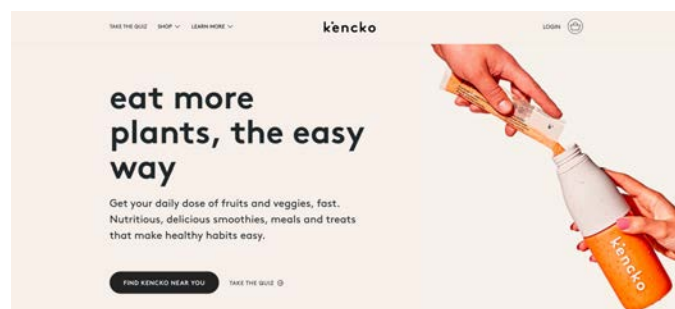 TAKE THE QUIZ SHOP LEARN MORE kencko LOGIN
eat more
plants, the easy
way
Get your daily dose of fruits and veggies, fast.
Nutritious, delicious smoothies, meals and treats
that make healthy habits easy.
FIND KENCKO NEAR YOU TAKE THE QUIZ
kencko